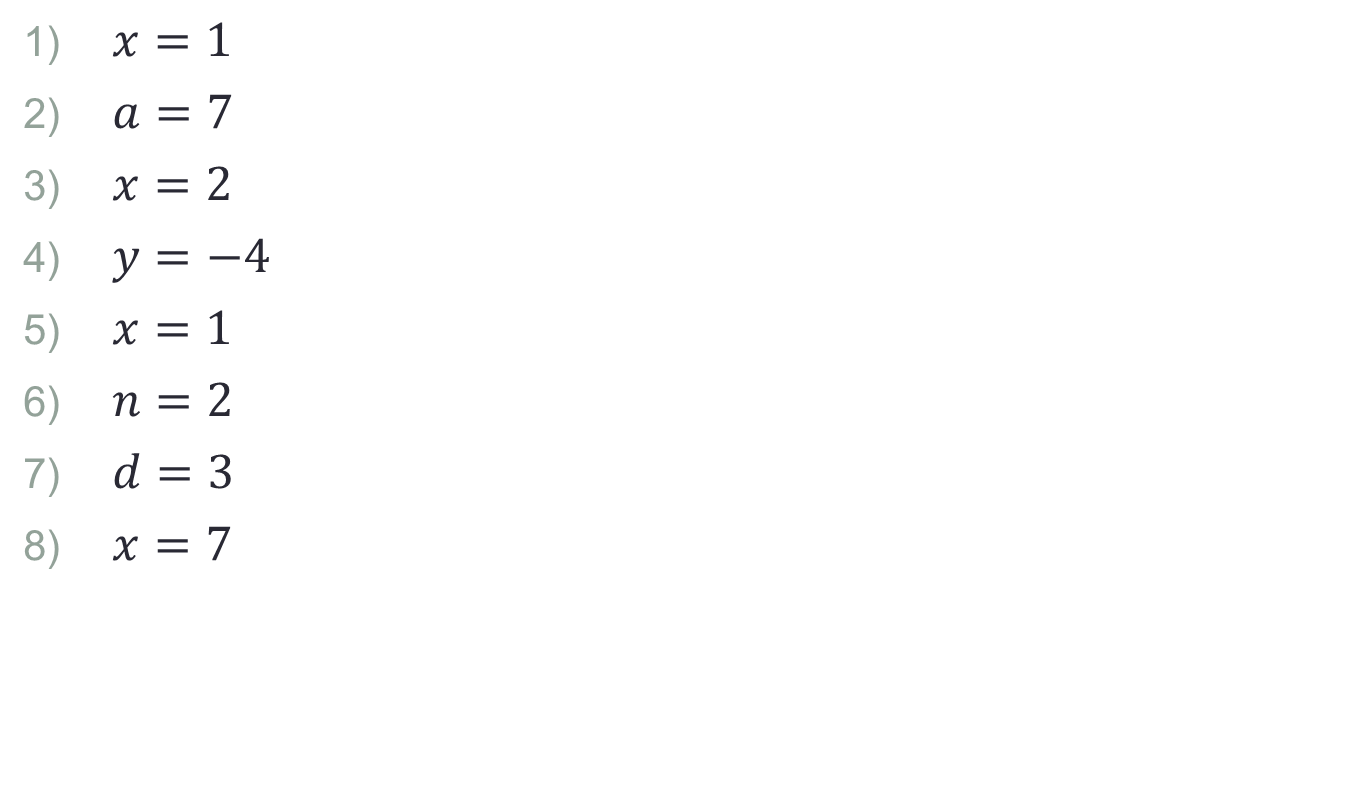 1) x = 1
2) a = 7
3) x = 2
4) y = −4
5) x = 1
6) n = 2
7) d = 3
8) x = 7